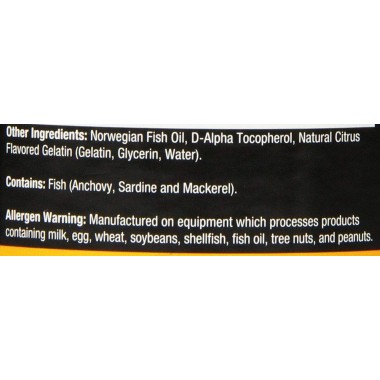 Other Ingredients: Norwegian Fish Oil, D-Alpha Tocopherol, Natural Citrus
Flavored Gelatin (Gelatin, Glycerin, Water).
Contains: Fish (Anchovy, Sardine and Mackerel).
Allergen Warning: Manufactured on equipment which processes products
containing milk, egg, wheat, soybeans, shellfish, fish oil, tree nuts, and peanuts.